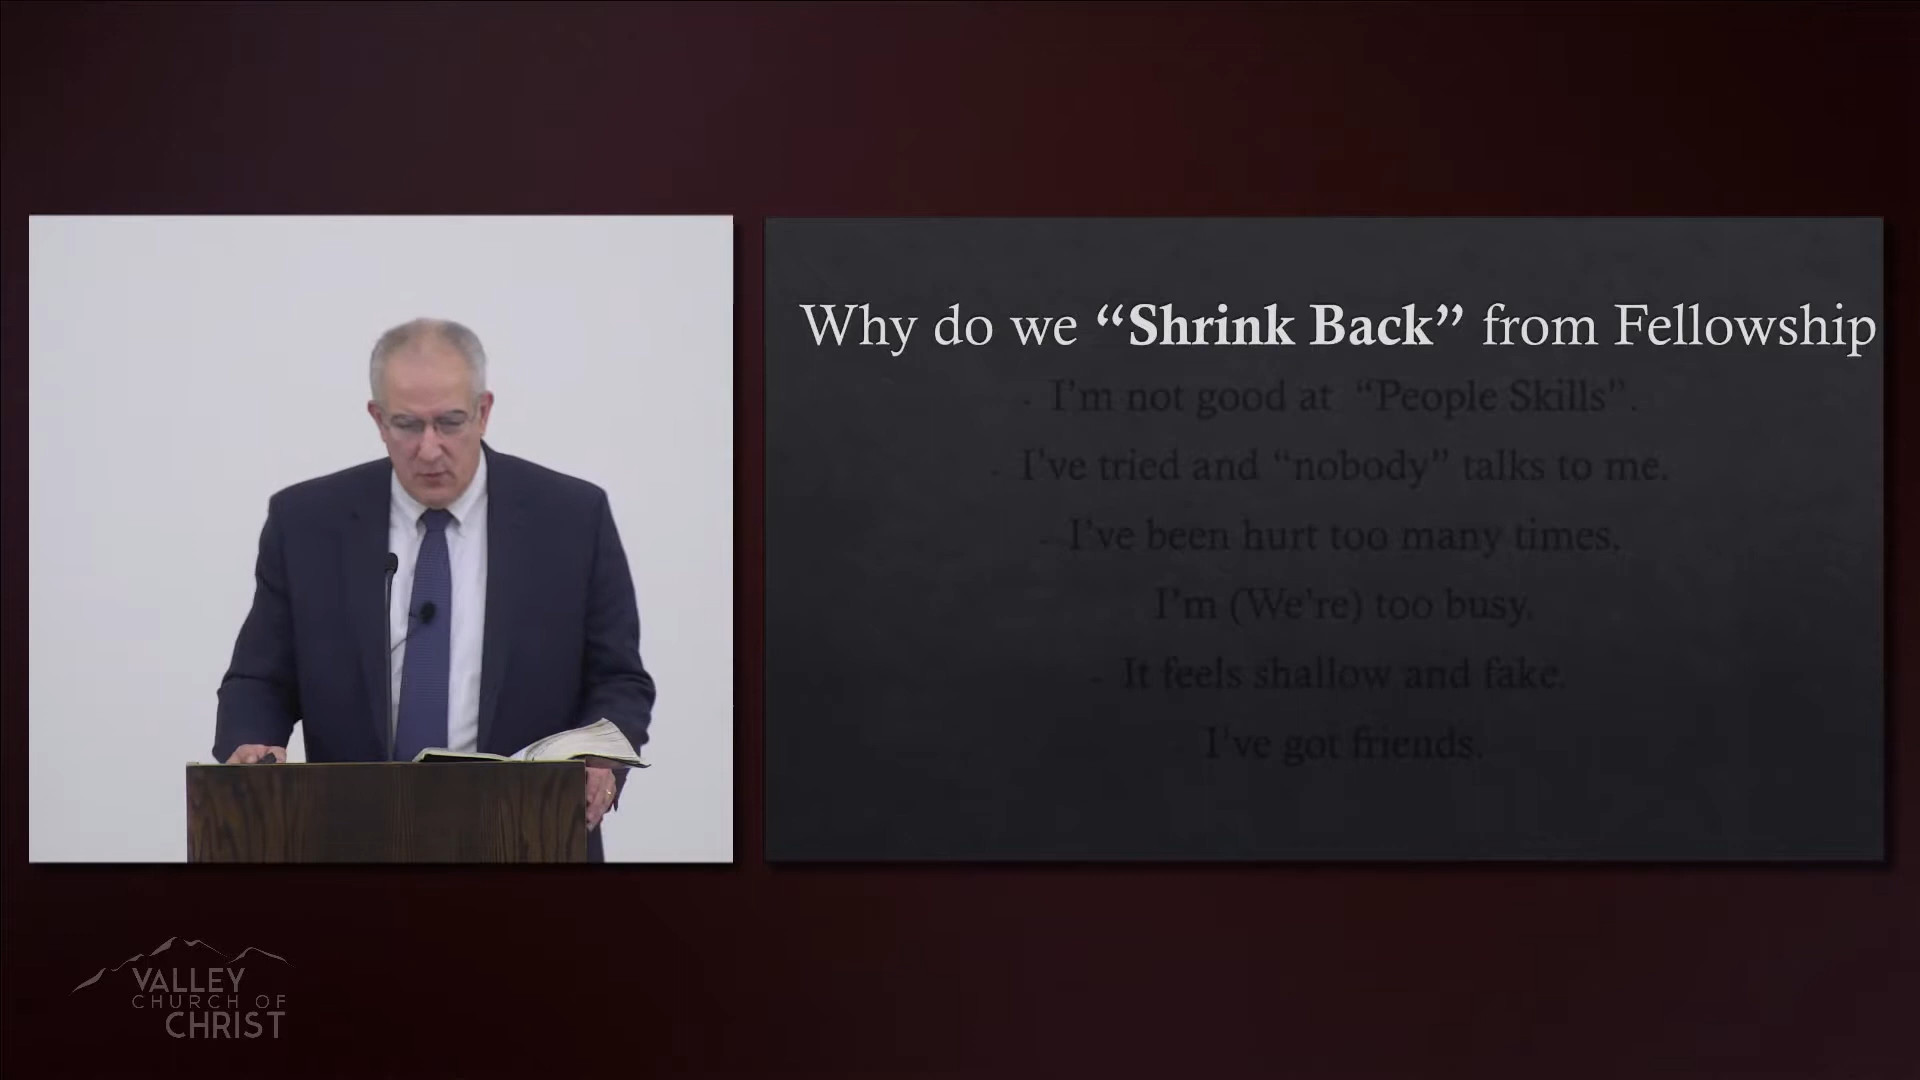 Why do we “Shrink Back” from Fellowship
- I’m not good at “People Skills”.
- I’ve tried and “nobody” talks to me.
- I’ve been hurt too many times.
I’m (We’re) too busy.
- It feels shallow and fake.
I’ve got friends.
VALLEY
CHURCH OF
CHRIST